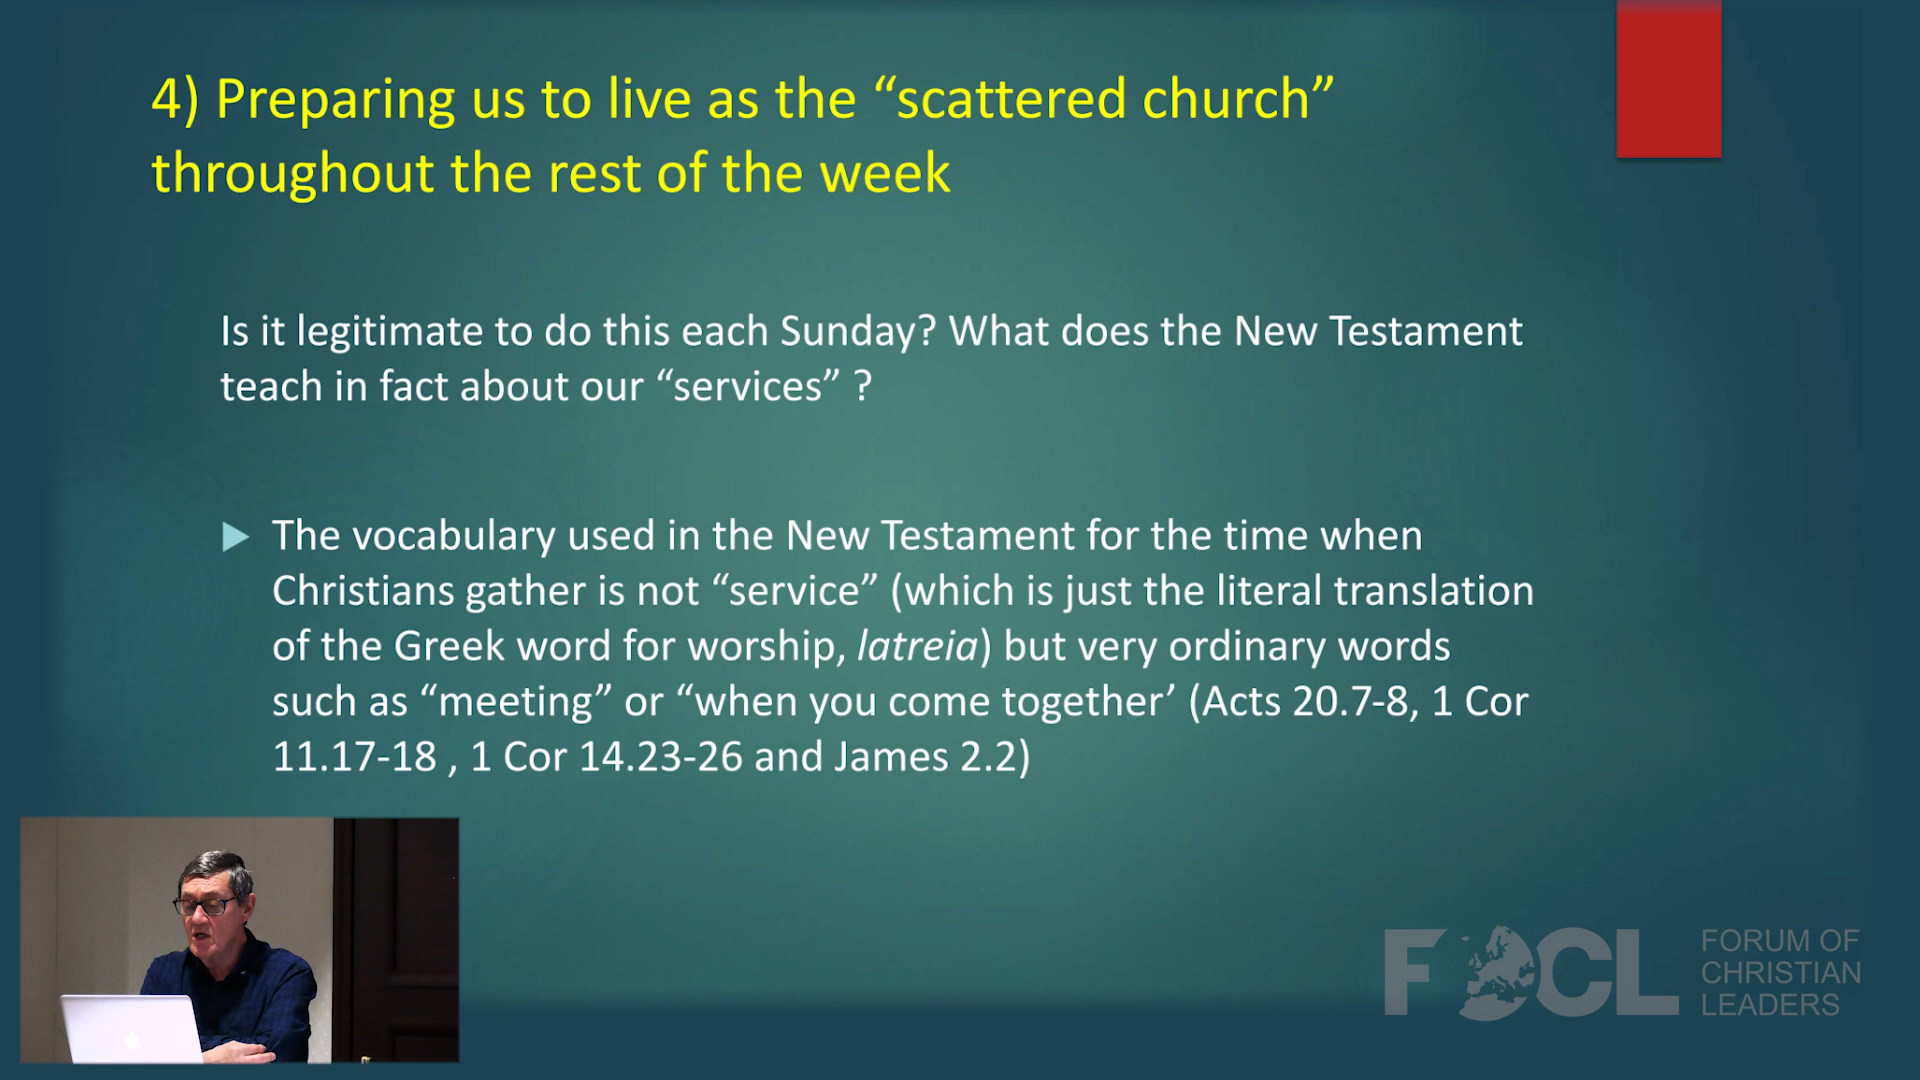 4) Preparing us to live as the “scattered church”
throughout the rest of the week
Is it legitimate to do this each Sunday? What does the New Testament
teach in fact about our “services” ?
The vocabulary used in the New Testament for the time when
Christians gather is not “service” (which is just the literal translation
of the Greek word for worship, latreia) but very ordinary words
such as “meeting” or “when you come together’ (Acts 20.7-8, 1 Cor
11.17-18 , 1 Cor 14.23-26 and James 2.2)
FOCL
FORUM OF
CHRISTIAN
LEADERS